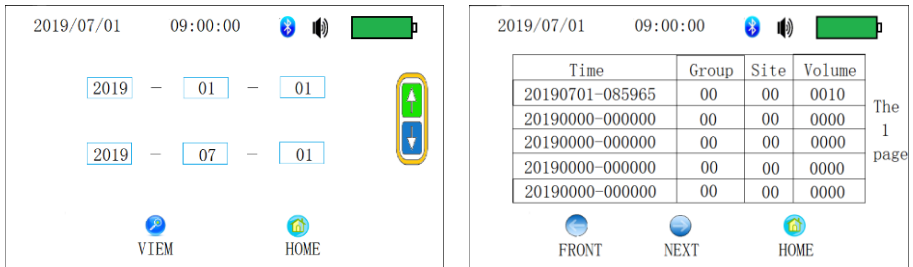 2019/07/01 09:00:00
2019 — 01 — 01
2019 — 07 — 01
VIEM HOME
2019/07/01 09:00:00
Time Group Site Volume
20190701-085965 00 00 0010
20190000-000000 00 00 0000
20190000-000000 00 00 0000
20190000-000000 00 00 0000
20190000-000000 00 00 0000
The
1
page
FRONT NEXT HOME